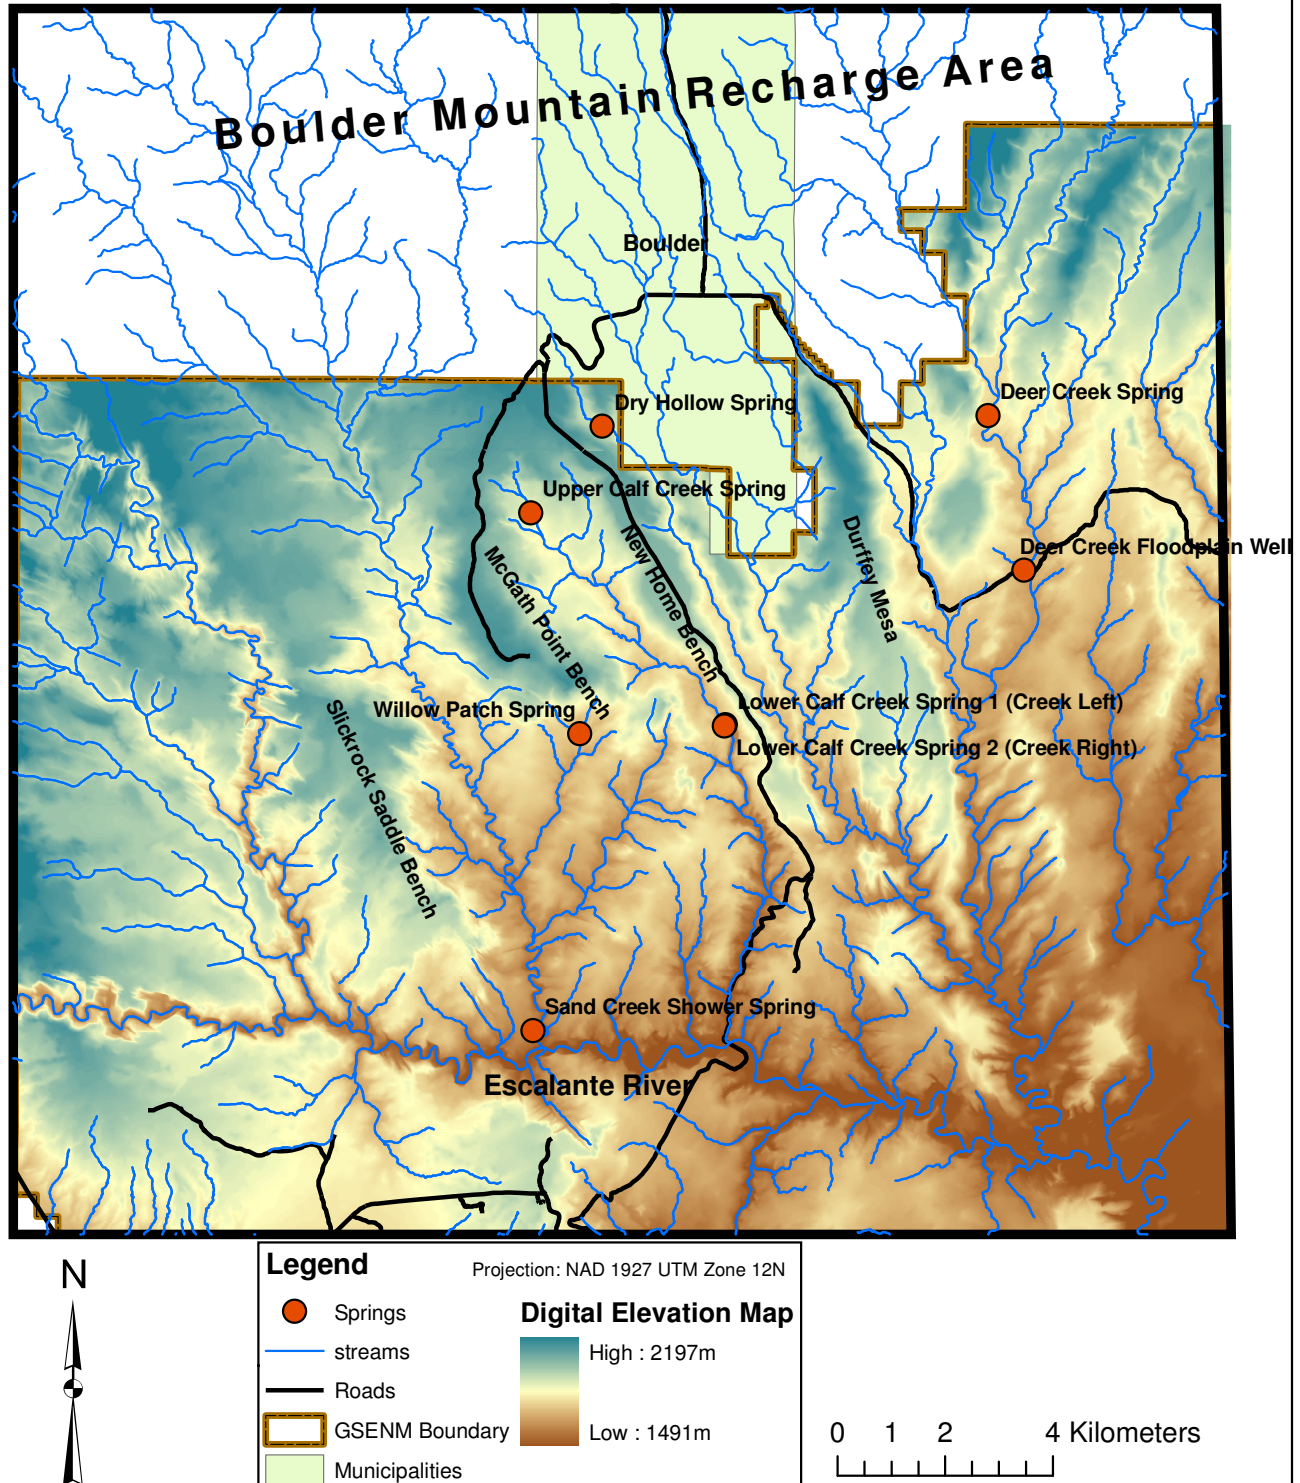 Boulder Mountain Recharge Area
Boulder
Deer Creek Spring
Dry Hollow Spring
Upper Calf Creek Spring
New Home Bench
Durffey Mesa
Deer Creek Floodplain Well
McGath Point Bench
Willow Patch Spring
Lower Calf Creek Spring 1 (Creek Left)
Lower Calf Creek Spring 2 (Creek Right)
Slickrock Saddle Bench
Sand Creek Shower Spring
Escalante River
N
Legend
Projection: NAD 1927 UTM Zone 12N
Springs
streams
Roads
GSENM Boundary
Municipalities
Digital Elevation Map
High : 2197m
Low : 1491m
0 1 2 4 Kilometers